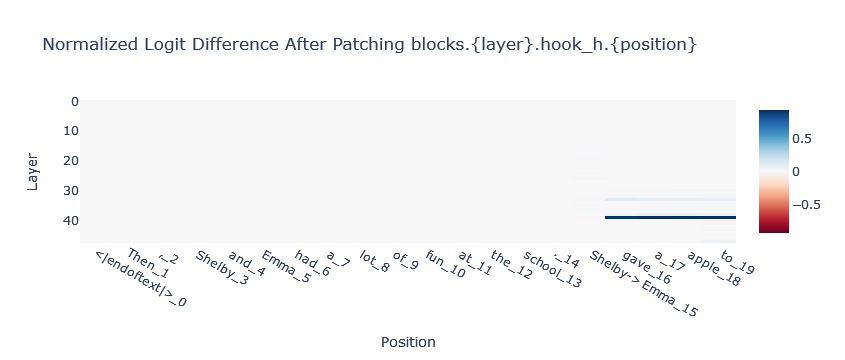 Normalized Logit Difference After Patching blocks.{layer}.hook_h.{position}
0
10
20
30
40
Layer
<|endoftext|>_0
Then_1
,_2
Shelby_3
and_4
Emma_5
had_6
a_7
lot_8
of_9
fun_10
at_11
the_12
school_13
._14
Shelby-> Emma_15
gave_16
a_17
apple_18
to_19
Position
0.5
0
−0.5